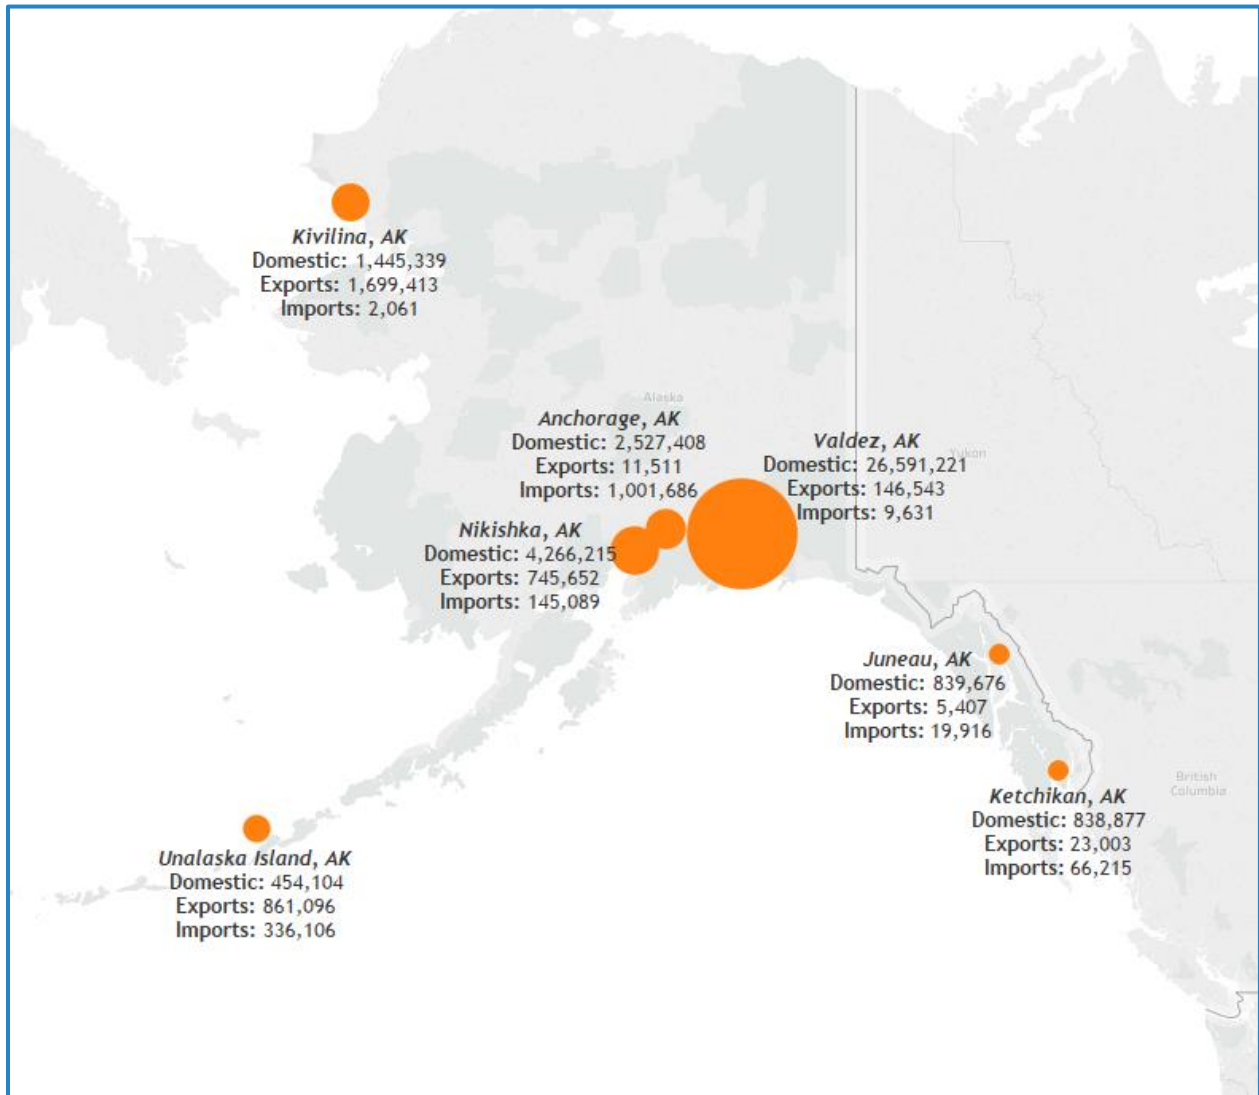 Kivilina, AK
Domestic: 1,445,339
Exports: 1,699,413
Imports: 2,061
Alaska
Anchorage, AK
Domestic: 2,527,408
Exports: 11,511
Imports: 1,001,686
Valdez, AK
Domestic: 26,591,221
Exports: 146,543
Imports: 9,631
Yukon
Nikishka, AK
Domestic: 4,266,215
Exports: 745,652
Imports: 145,089
Juneau, AK
Domestic: 839,676
Exports: 5,407
Imports: 19,916
British
Columbia
Ketchikan, AK
Domestic: 838,877
Exports: 23,003
Imports: 66,215
Unalaska Island, AK
Domestic: 454,104
Exports: 861,096
Imports: 336,106